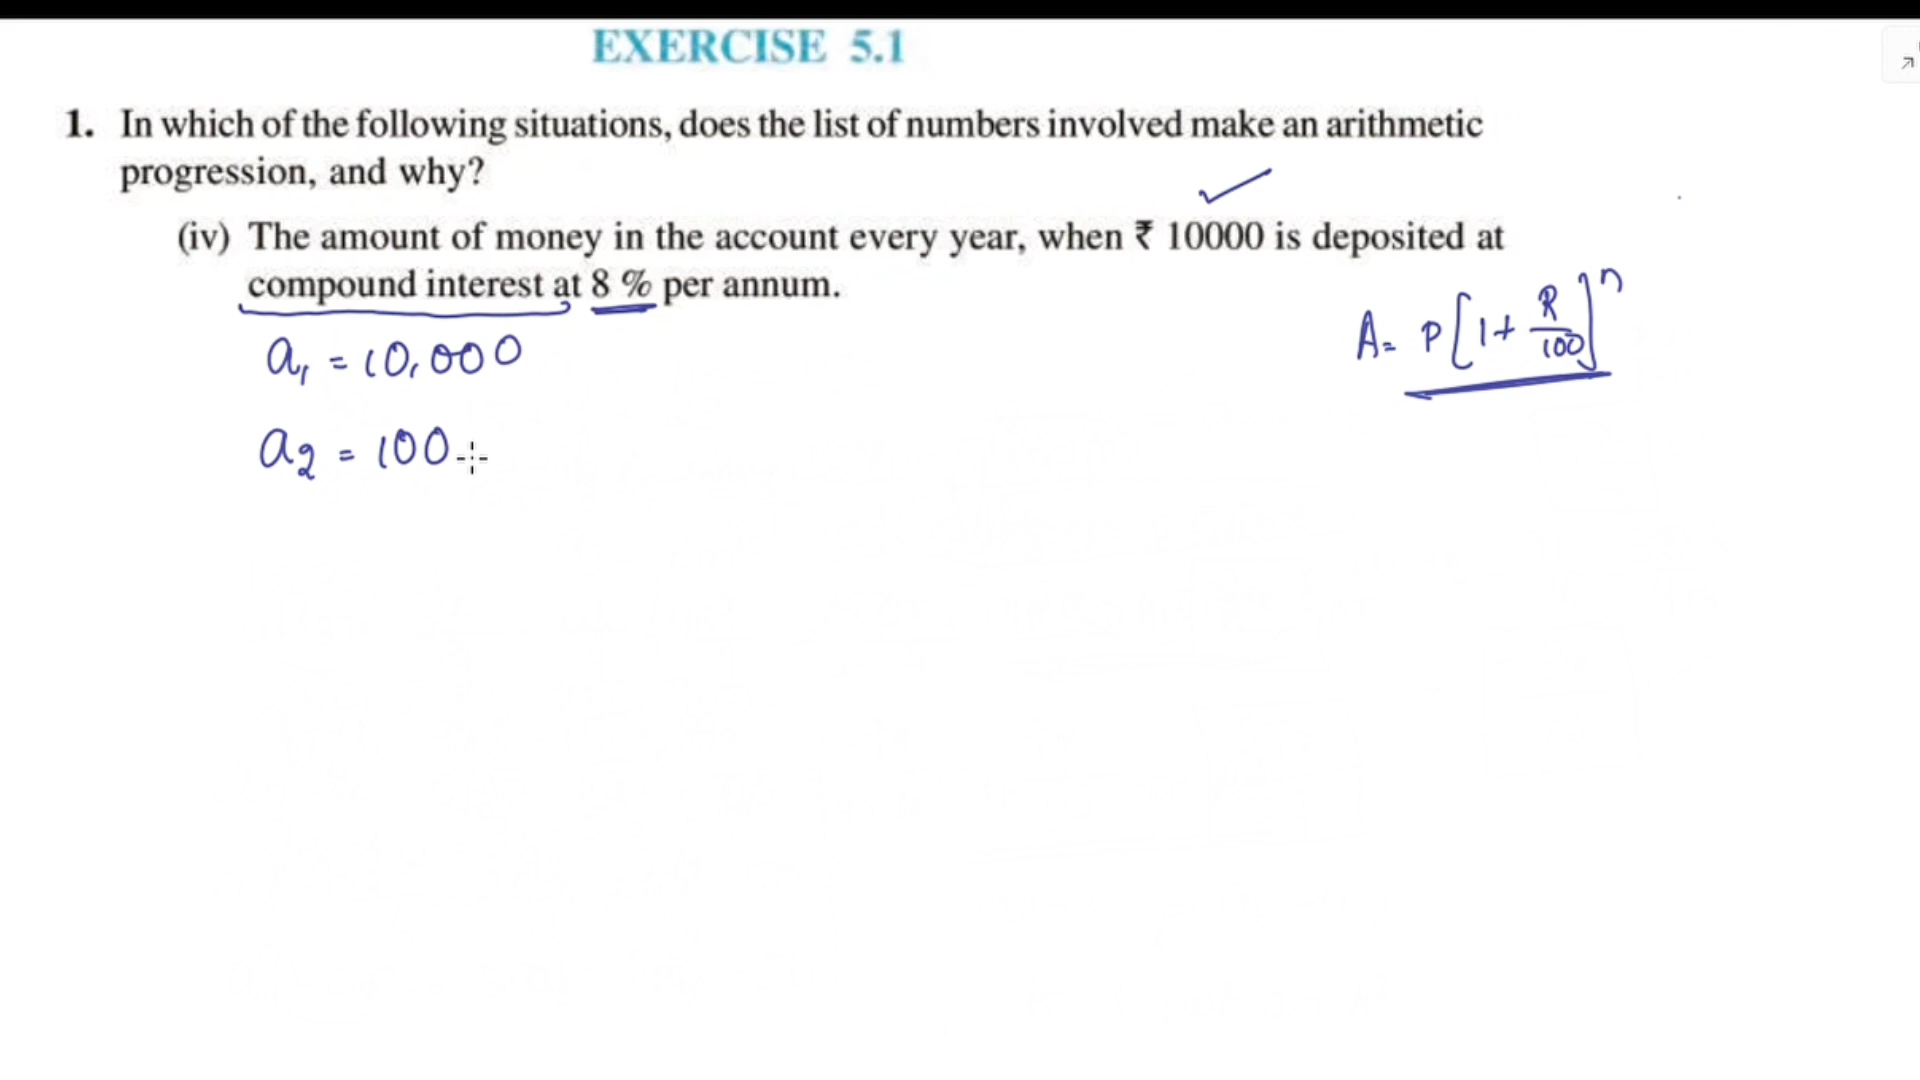 EXERCISE 5.1
1. In which of the following situations, does the list of numbers involved make an arithmetic
progression, and why?
(iv) The amount of money in the account every year, when ₹ 10000 is deposited at
compound interest at 8 % per annum.
A = P[1+ R/100]ⁿ
a₁ = 10,000
a₂ = 100